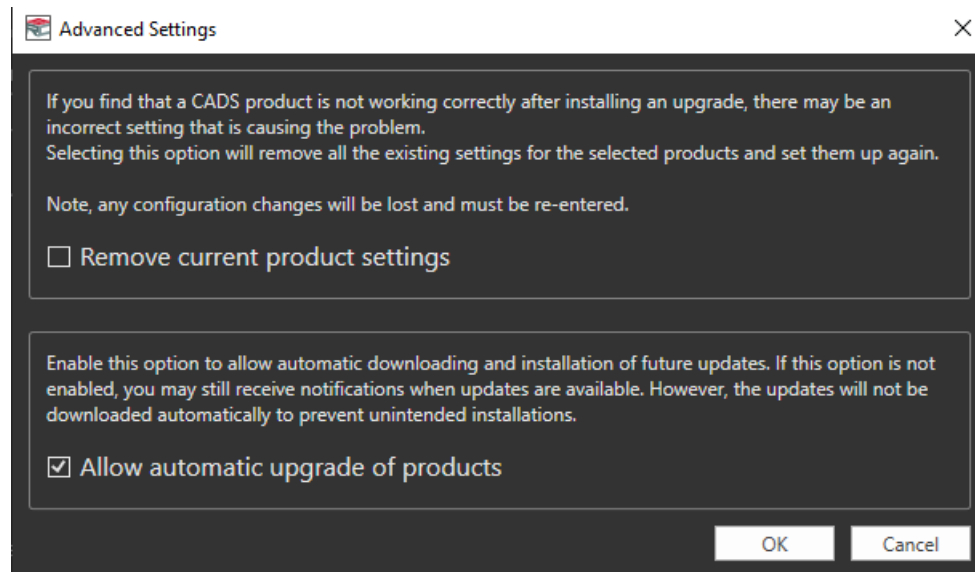 Advanced Settings
If you find that a CADS product is not working correctly after installing an upgrade, there may be an
incorrect setting that is causing the problem.
Selecting this option will remove all the existing settings for the selected products and set them up again.
Note, any configuration changes will be lost and must be re-entered.
Remove current product settings
Enable this option to allow automatic downloading and installation of future updates. If this option is not
enabled, you may still receive notifications when updates are available. However, the updates will not be
downloaded automatically to prevent unintended installations.
Allow automatic upgrade of products
OK Cancel